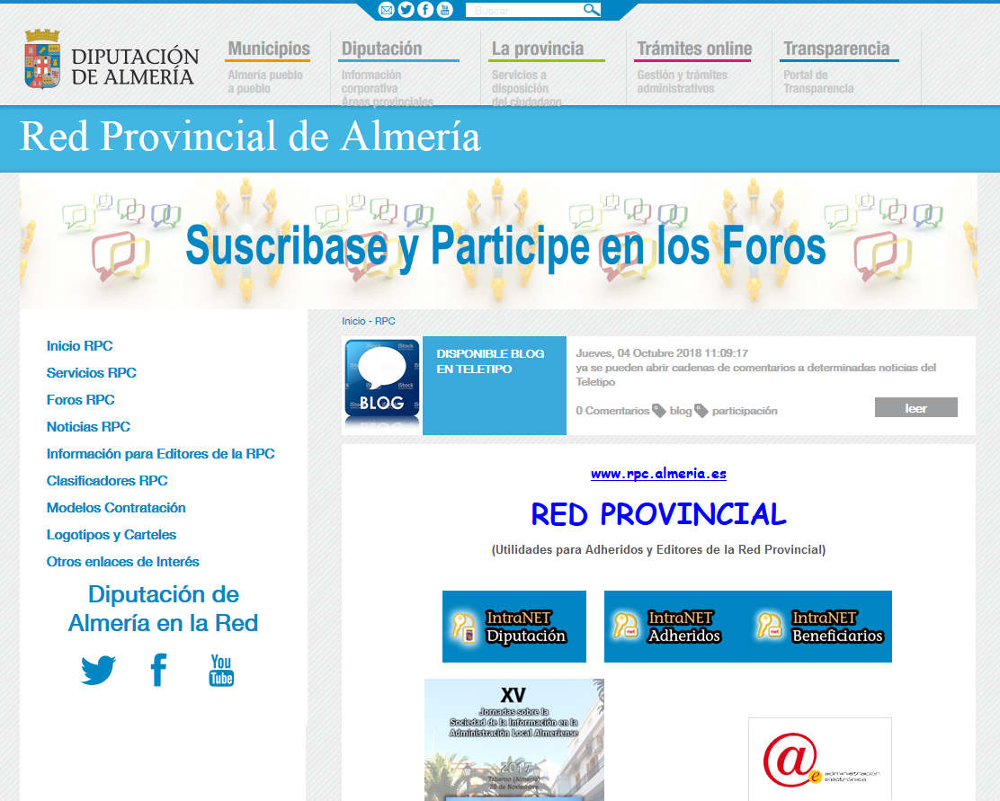 Buscar
DIPUTACIÓN
DE ALMERÍA
Municipios
Almería pueblo
a pueblo
Diputación
Información
corporativa
Áreas provinciales
La provincia
Servicios a
disposición
del ciudadano
Trámites online
Gestión y trámites
administrativos
Transparencia
Portal de
Transparencia
Red Provincial de Almería
Suscribase y Participe en los Foros
Inicio RPC
Servicios RPC
Foros RPC
Noticias RPC
Información para Editores de la RPC
Clasificadores RPC
Modelos Contratación
Logotipos y Carteles
Otros enlaces de Interés
Diputación de
Almería en la Red
You
Tube
Inicio - RPC
BLOG
DISPONIBLE BLOG
EN TELETIPO
Jueves, 04 Octubre 2018 11:09:17
ya se pueden abrir cadenas de comentarios a determinadas noticias del
Teletipo
0 Comentarios blog participación
leer
www.rpc.almeria.es
RED PROVINCIAL
(Utilidades para Adheridos y Editores de la Red Provincial)
IntraNET
Diputación
IntraNET
Adheridos
IntraNET
Beneficiarios
XV
Jornadas sobre la
Sociedad de la Información en la
Administración Local Almeriense
2017
Taberno (Almería)
29 de Noviembre
@e administración
electrónica